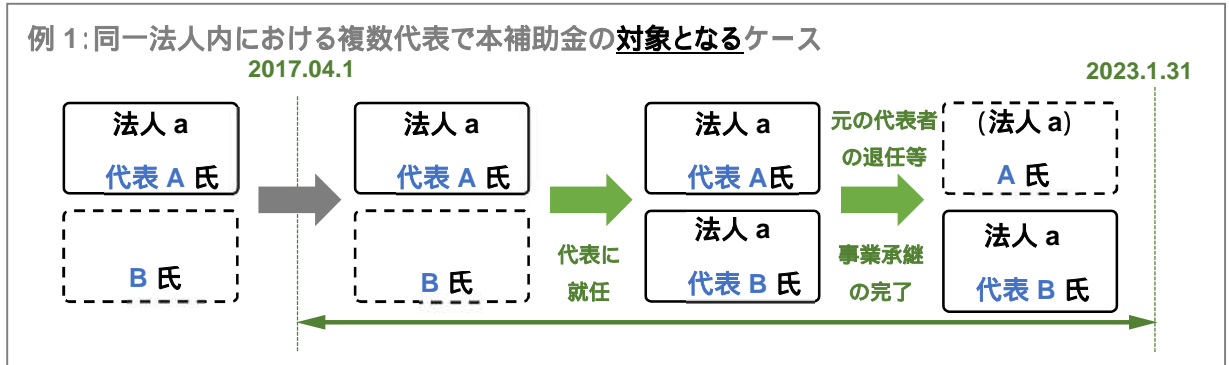 例 1:同一法人内における複数代表で本補助金の対象となるケース
2017.04.1
2023.1.31
法人 a
代表 A 氏
B 氏
法人 a
代表 A 氏
B 氏
代表に
就任
法人 a
代表 A氏
法人 a
代表 B 氏
元の代表者
の退任等
事業承継
の完了
(法人 a)
A 氏
法人 a
代表 B 氏